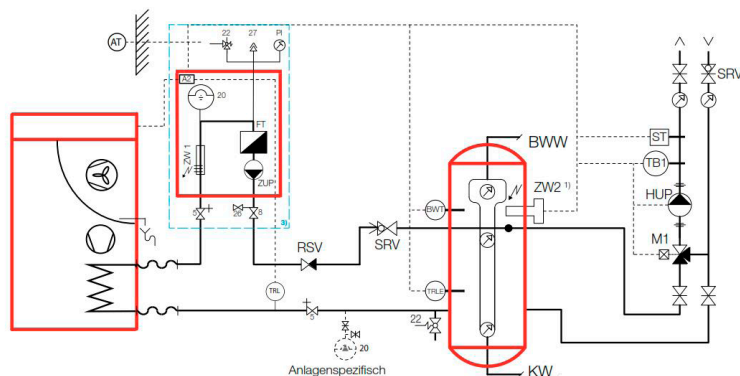 AT
22
27
PI
A2
20
FT
ZW 1
ZUP
5
26
8
3)
RSV
SRV
TRL
5
20
Anlagenspezifisch
22
BWW
BWT
ZW2 1)
TRLE
KW
SRV
ST
TB1
HUP
M1